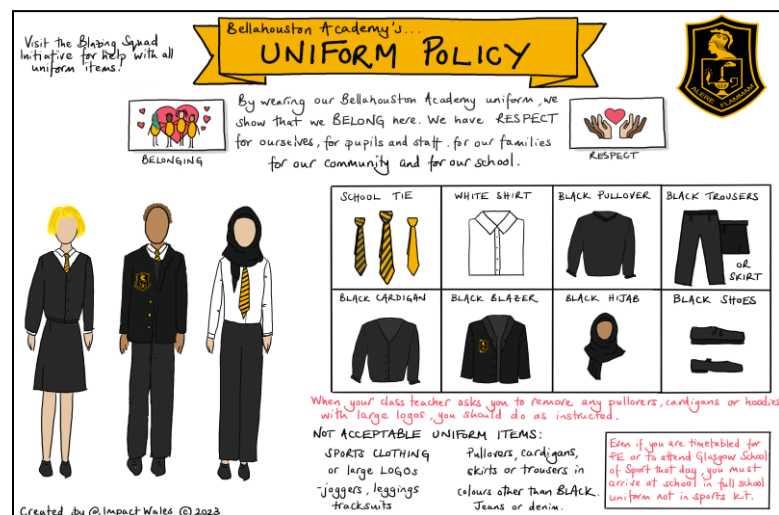 Visit the Blazing Squad
Initiative for help with all
uniform items!
Bellahouston Academy's...
UNIFORM POLICY
ALERE FLAMMAM
By wearing our Bellahouston Academy uniform, we
show that we BELONG here. We have RESPECT
for ourselves, for pupils and staff, for our families
for our community and for our school.
BELONGING
RESPECT
SCHOOL TIE
WHITE SHIRT
BLACK PULLOVER
BLACK TROUSERS
OR
SKIRT
BLACK CARDIGAN
BLACK BLAZER
BLACK HIJAB
BLACK SHOES
When your class teacher asks you to remove any pullovers, cardigans or hoodies
with large logos, you should do as instructed.
NOT ACCEPTABLE UNIFORM ITEMS:
SPORTS CLOTHING
or large LOGOS
-joggers, leggings
tracksuits
Pullovers, cardigans,
skirts or trousers in
colours other than BLACK.
Jeans or denim.
Even if you are timetabled for
PE or to attend Glasgow School
of Sport that day, you must
arrive at school in full school
uniform not in sports kit.
Created by @ImpactWales © 2023